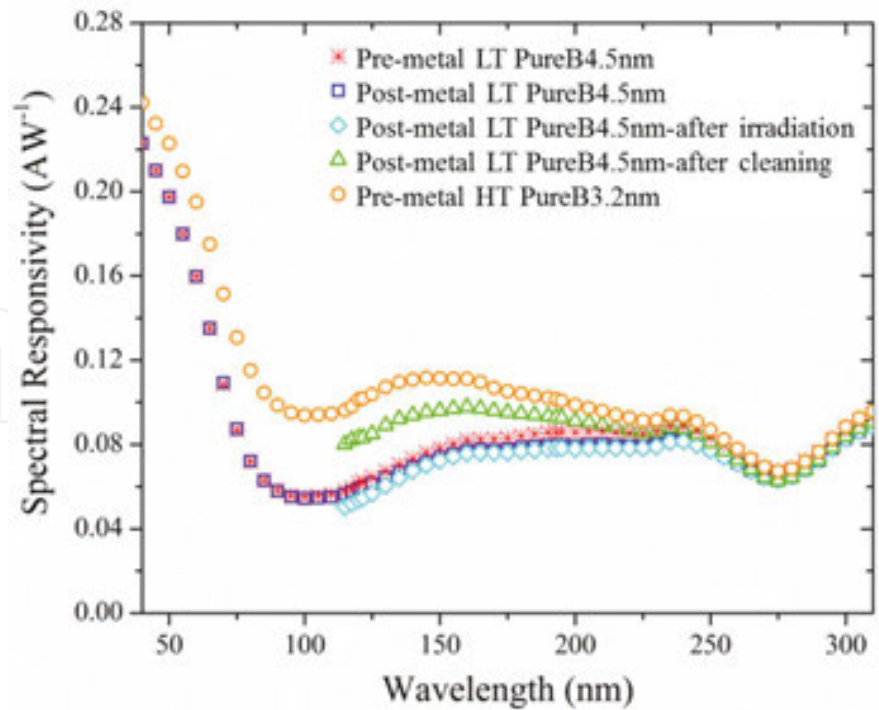 0.28
0.24
0.20
0.16
0.12
0.08
0.04
0.00
Spectral Responsivity (AW⁻¹)
Pre-metal LT PureB4.5nm
Post-metal LT PureB4.5nm
Post-metal LT PureB4.5nm-after irradiation
Post-metal LT PureB4.5nm-after cleaning
Pre-metal HT PureB3.2nm
50 100 150 200 250 300
Wavelength (nm)